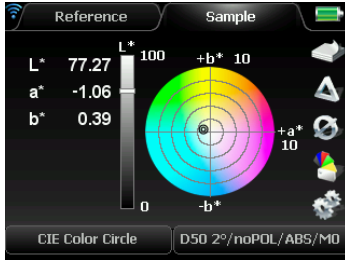 Reference Sample
L* 77.27
a* -1.06
b* 0.39
L*
100
0
+b* 10
+a*
10
-b*
CIE Color Circle
D50 2°/noPOL/ABS/M0